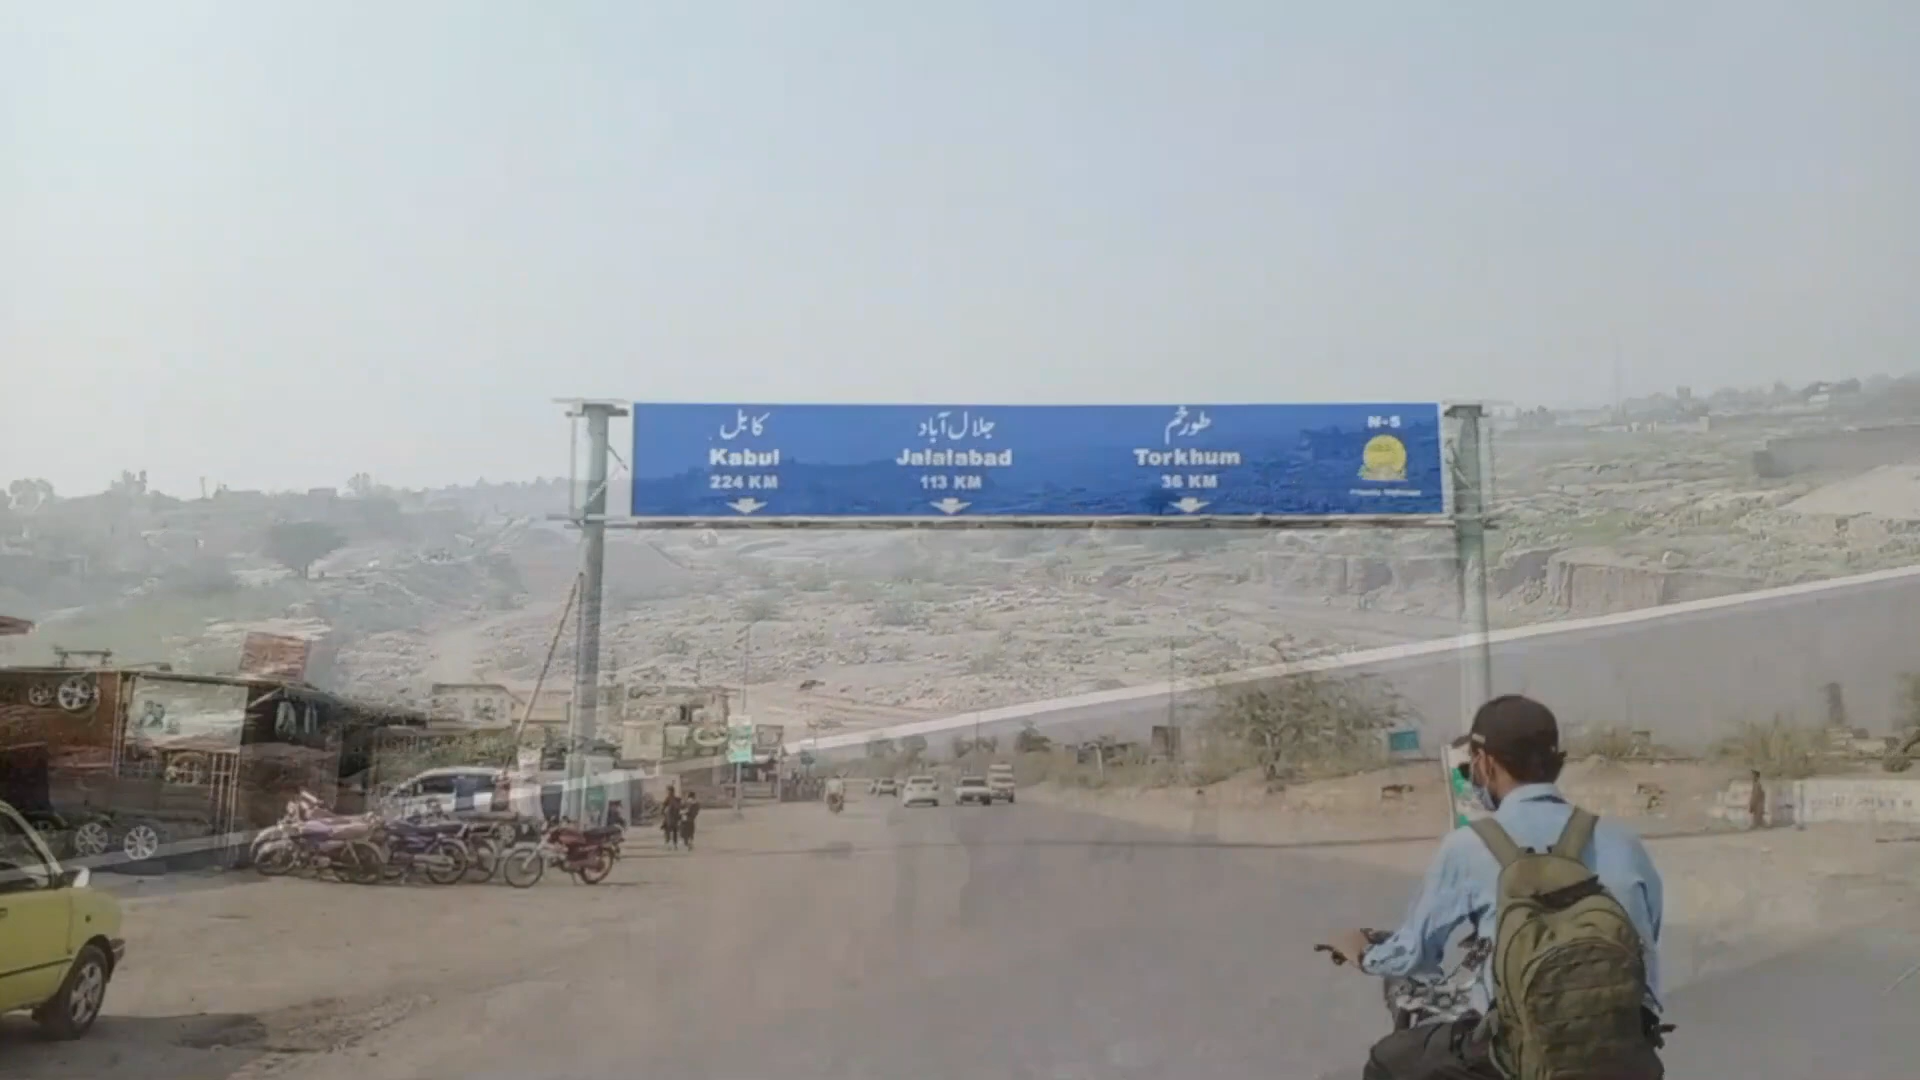 کابل
Kabul
224 KM
جلال آباد
Jalalabad
113 KM
طورخم
Torkhum
36 KM
N-5